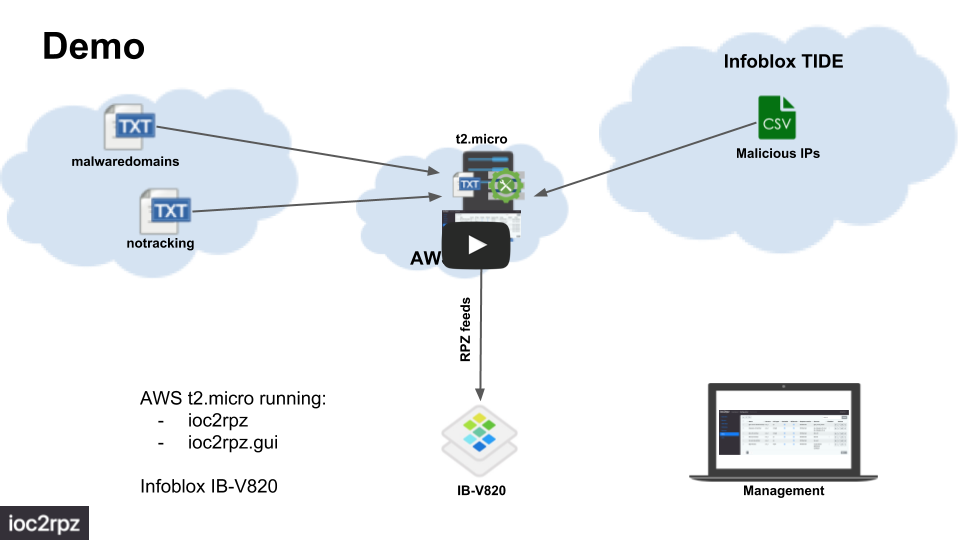 Demo
Infoblox TIDE
TXT
malwaredomains
TXT
notracking
t2.micro
TXT
CSV
Malicious IPs
AW
RPZ feeds
AWS t2.micro running:
- ioc2rpz
- ioc2rpz.gui
Infoblox IB-V820
IB-V820
Management
ioc2rpz